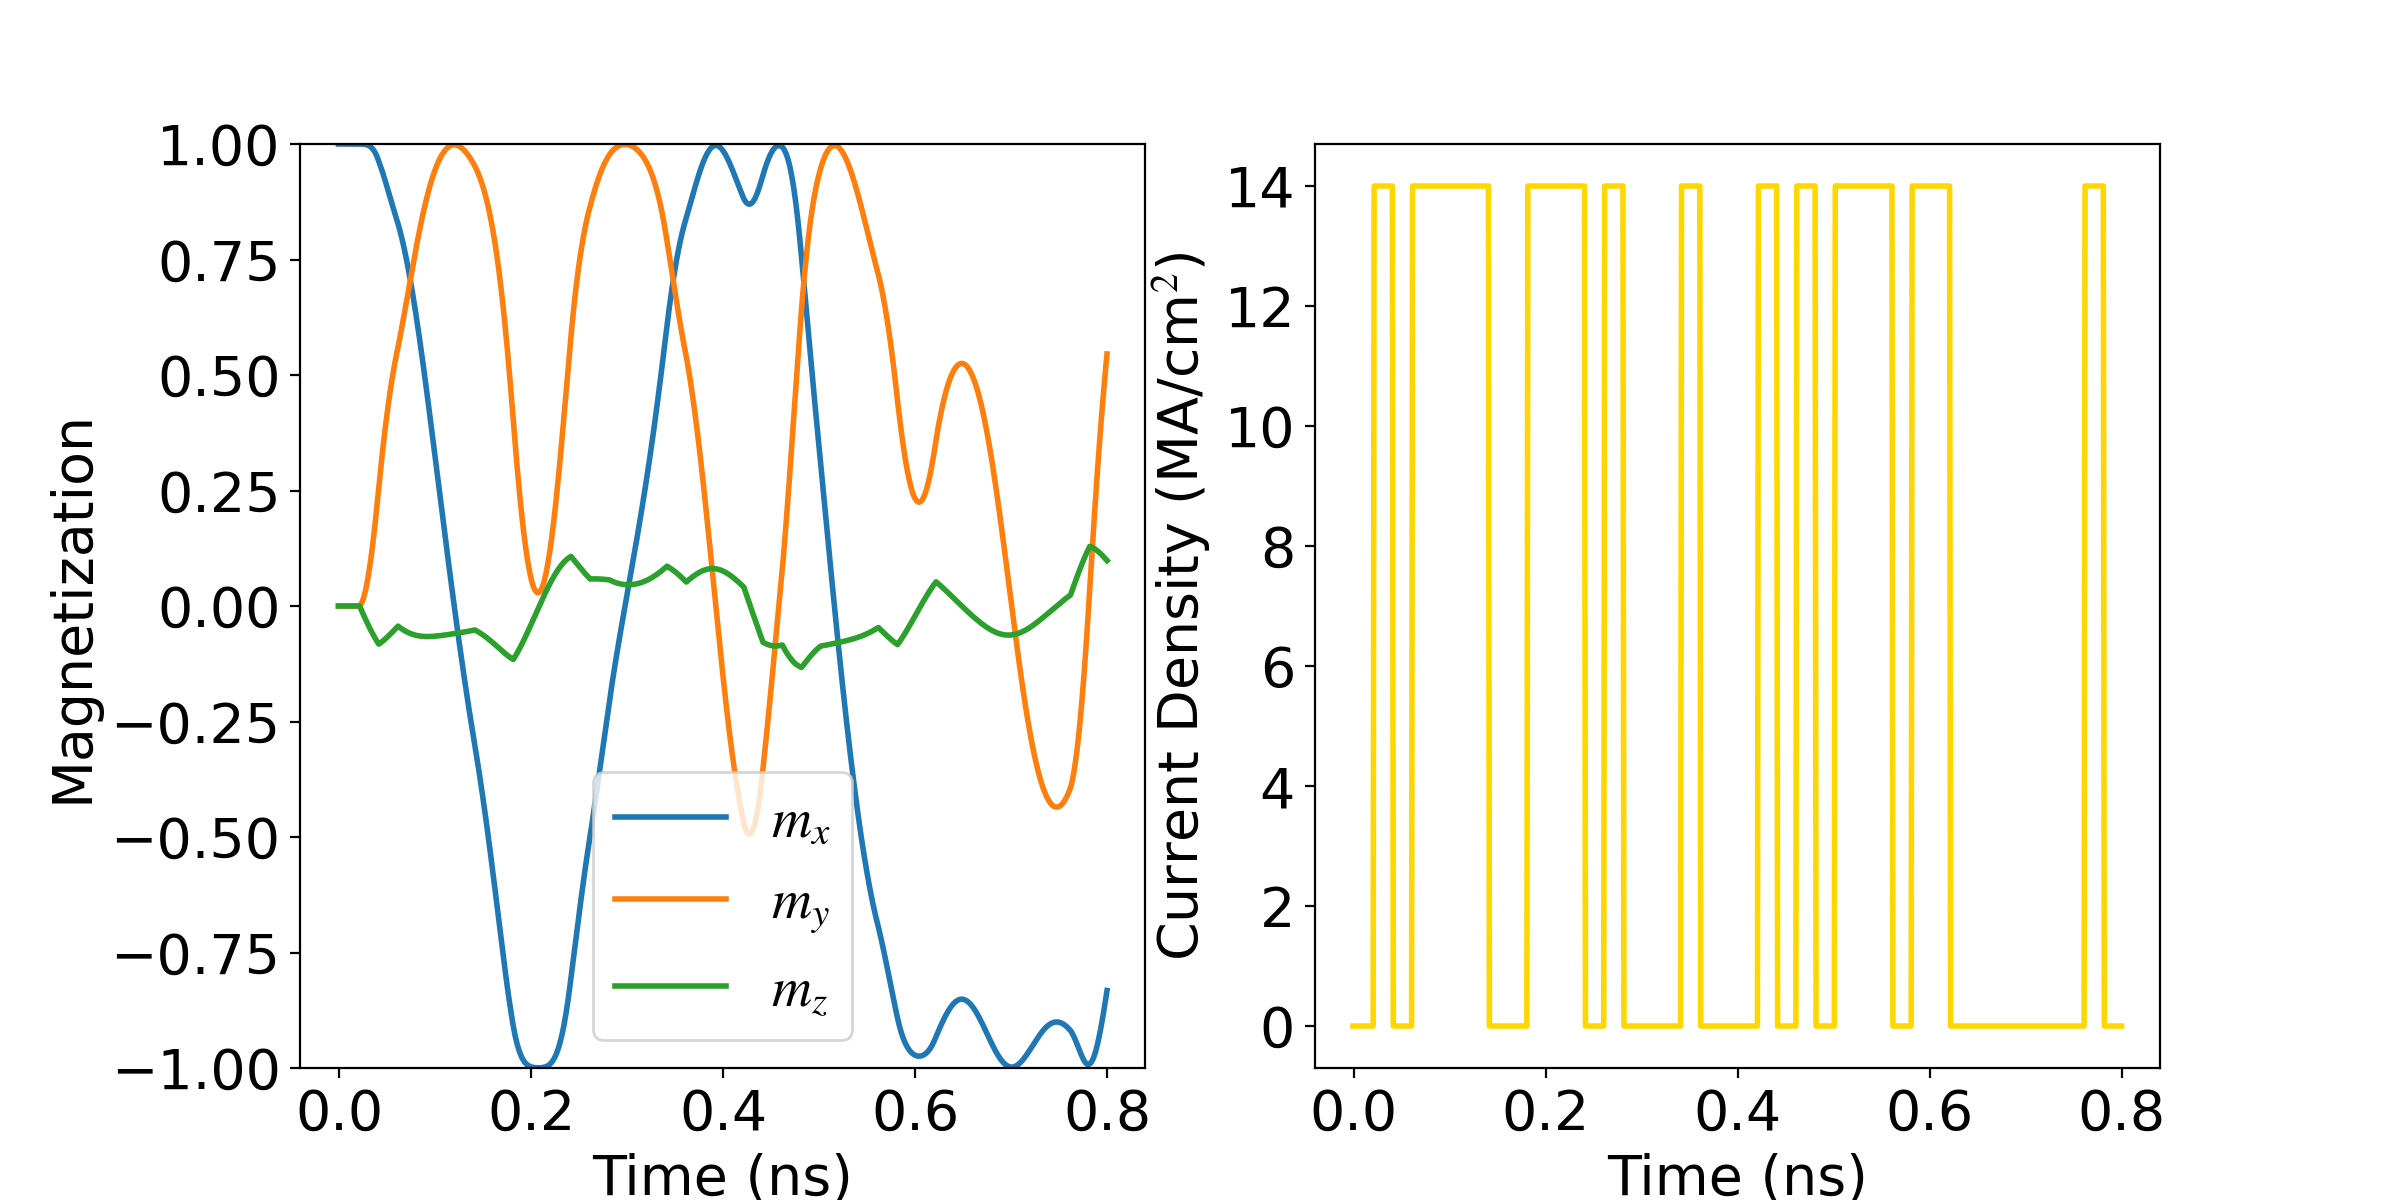 1.00
0.75
0.50
0.25
0.00
−0.25
−0.50
−0.75
−1.00
Magnetization
0.0 0.2 0.4 0.6 0.8
Time (ns)
m_x
m_y
m_z
14
12
10
8
6
4
2
0
Current Density (MA/cm²)
0.0 0.2 0.4 0.6 0.8
Time (ns)